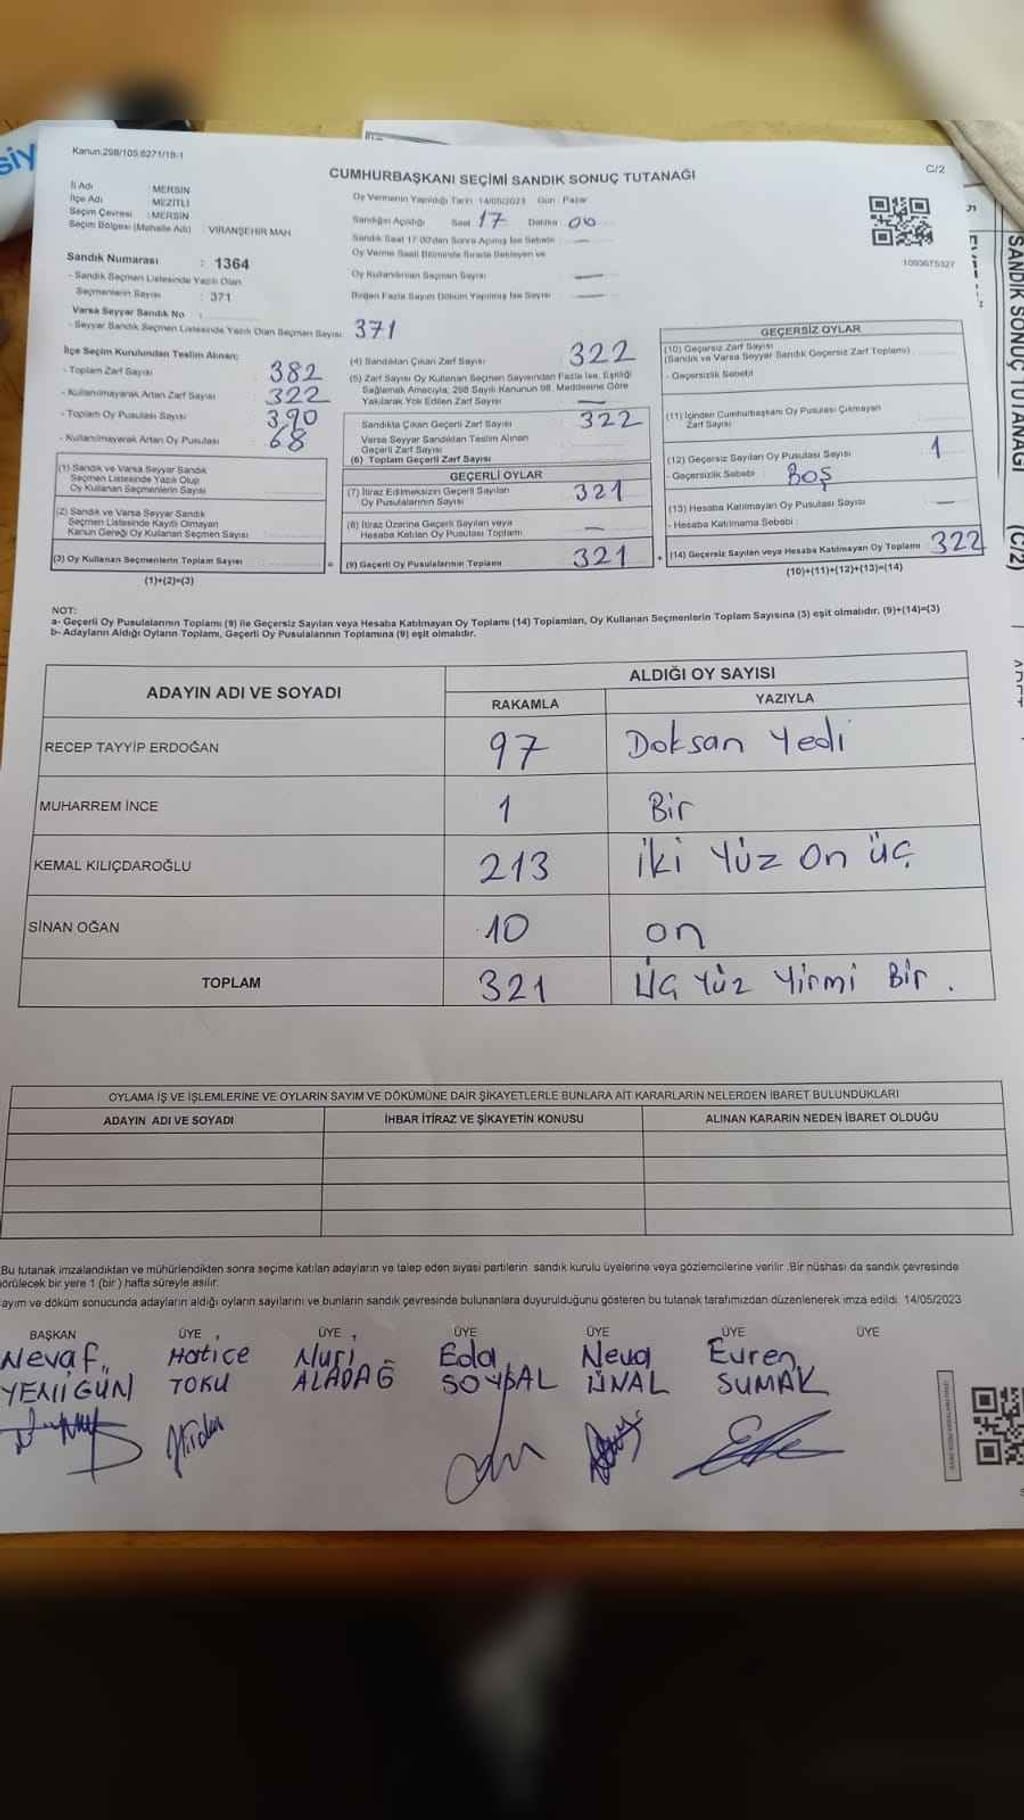 siy
Kanun:298/105.6271/18-1
C/2
CUMHURBAŞKANI SEÇİMİ SANDIK SONUÇ TUTANAĞI
İl Adı : MERSİN
İlçe Adı : MEZİTLİ
Seçim Çevresi : MERSİN
Seçim Bölgesi (Mahalle Adı) : VİRANŞEHİR MAH
Sandık Numarası : 1364
- Sandık Seçmen Listesinde Yazılı Olan
Seçmenlerin Sayısı : 371
Varsa Seyyar Sandık No :
- Seyyar Sandık Seçmen Listesinde Yazılı Olan Seçmen Sayısı: 371
Oy Vermenin Yapıldığı Tarih: 14/05/2023 Gün : Pazar
Sandığın Açıldığı Saat 17 Dakika 00
Sandık Saat 17:00'dan Sonra Açılmış İse Sebebi —
Oy Verme Saati Bitiminde Sırada Bekleyen ve
Oy Kullandırılan Seçmen Sayısı —
Birden Fazla Sayım Döküm Yapılmış İse Sayısı —
1093675327
İlçe Seçim Kurulundan Teslim Alınan;
- Toplam Zarf Sayısı 382
- Kullanılmayarak Artan Zarf Sayısı 322
- Toplam Oy Pusulası Sayısı 390
- Kullanılmayarak Artan Oy Pusulası 68
(1) Sandık ve Varsa Seyyar Sandık
Seçmen Listesinde Yazılı Olup
Oy Kullanan Seçmenlerin Sayısı
(2) Sandık ve Varsa Seyyar Sandık
Seçmen Listesinde Kayıtlı Olmayan
Kanun Gereği Oy Kullanan Seçmen Sayısı
(3) Oy Kullanan Seçmenlerin Toplam Sayısı =
(1)+(2)=(3)
(4) Sandıktan Çıkan Zarf Sayısı 322
(5) Zarf Sayısı Oy Kullanan Seçmen Sayısından Fazla İse, Eşitliği
Sağlamak Amacıyla, 298 Sayılı Kanunun 98. Maddesine Göre
Yakılarak Yok Edilen Zarf Sayısı —
Sandıkta Çıkan Geçerli Zarf Sayısı 322
Varsa Seyyar Sandıktan Teslim Alınan
Geçerli Zarf Sayısı
(6) Toplam Geçerli Zarf Sayısı
GEÇERLİ OYLAR
(7) İtiraz Edilmeksizin Geçerli Sayılan
Oy Pusulalarının Sayısı 321
(8) İtiraz Üzerine Geçerli Sayılan veya
Hesaba Katılan Oy Pusulası Toplamı —
(9) Geçerli Oy Pusulalarının Toplamı 321 +
GEÇERSİZ OYLAR
(10) Geçersiz Zarf Sayısı
(Sandık ve Varsa Seyyar Sandık Geçersiz Zarf Toplamı)
- Geçersizlik Sebebi
(11) İçinden Cumhurbaşkanı Oy Pusulası Çıkmayan
Zarf Sayısı
(12) Geçersiz Sayılan Oy Pusulası Sayısı 1
- Geçersizlik Sebebi : BOŞ
(13) Hesaba Katılmayan Oy Pusulası Sayısı —
- Hesaba Katılmama Sebebi :
(14) Geçersiz Sayılan veya Hesaba Katılmayan Oy Toplamı 322
(10)+(11)+(12)+(13)=(14)
NOT:
a- Geçerli Oy Pusulalarının Toplamı (9) ile Geçersiz Sayılan veya Hesaba Katılmayan Oy Toplamı (14) Toplamları, Oy Kullanan Seçmenlerin Toplam Sayısına (3) eşit olmalıdır. (9)+(14)=(3)
b- Adayların Aldığı Oyların Toplamı, Geçerli Oy Pusulalarının Toplamına (9) eşit olmalıdır.
ADAYIN ADI VE SOYADI ALDIĞI OY SAYISI
RAKAMLA YAZIYLA
RECEP TAYYİP ERDOĞAN 97 Doksan Yedi
MUHARREM İNCE 1 Bir
KEMAL KILIÇDAROĞLU 213 İki Yüz On üç
SİNAN OĞAN 10 on
TOPLAM 321 Üç Yüz Yirmi Bir .
OYLAMA İŞ VE İŞLEMLERİNE VE OYLARIN SAYIM VE DÖKÜMÜNE DAİR ŞİKAYETLERLE BUNLARA AİT KARARLARIN NELERDEN İBARET BULUNDUKLARI
ADAYIN ADI VE SOYADI İHBAR İTİRAZ VE ŞİKAYETİN KONUSU ALINAN KARARIN NEDEN İBARET OLDUĞU
Bu tutanak imzalandıktan ve mühürlendikten sonra seçime katılan adayların ve talep eden siyasi partilerin sandık kurulu üyelerine veya gözlemcilerine verilir .Bir nüshası da sandık çevresinde
örülecek bir yere 1 (bir ) hafta süreyle asılır.
ayım ve döküm sonucunda adayların aldığı oyların sayılarını ve bunların sandık çevresinde bulunanlara duyurulduğunu gösteren bu tutanak tarafımızdan düzenlenerek imza edildi. 14/05/2023
BAŞKAN ÜYE ÜYE ÜYE ÜYE ÜYE ÜYE
Nevaf Hatice Nuri Eda Neva Evren
YENİGÜN TOKU ALADAĞ SOYSAL ÜNAL SUMAK
SANDIK SONUÇ TUTANAĞI (C/2)